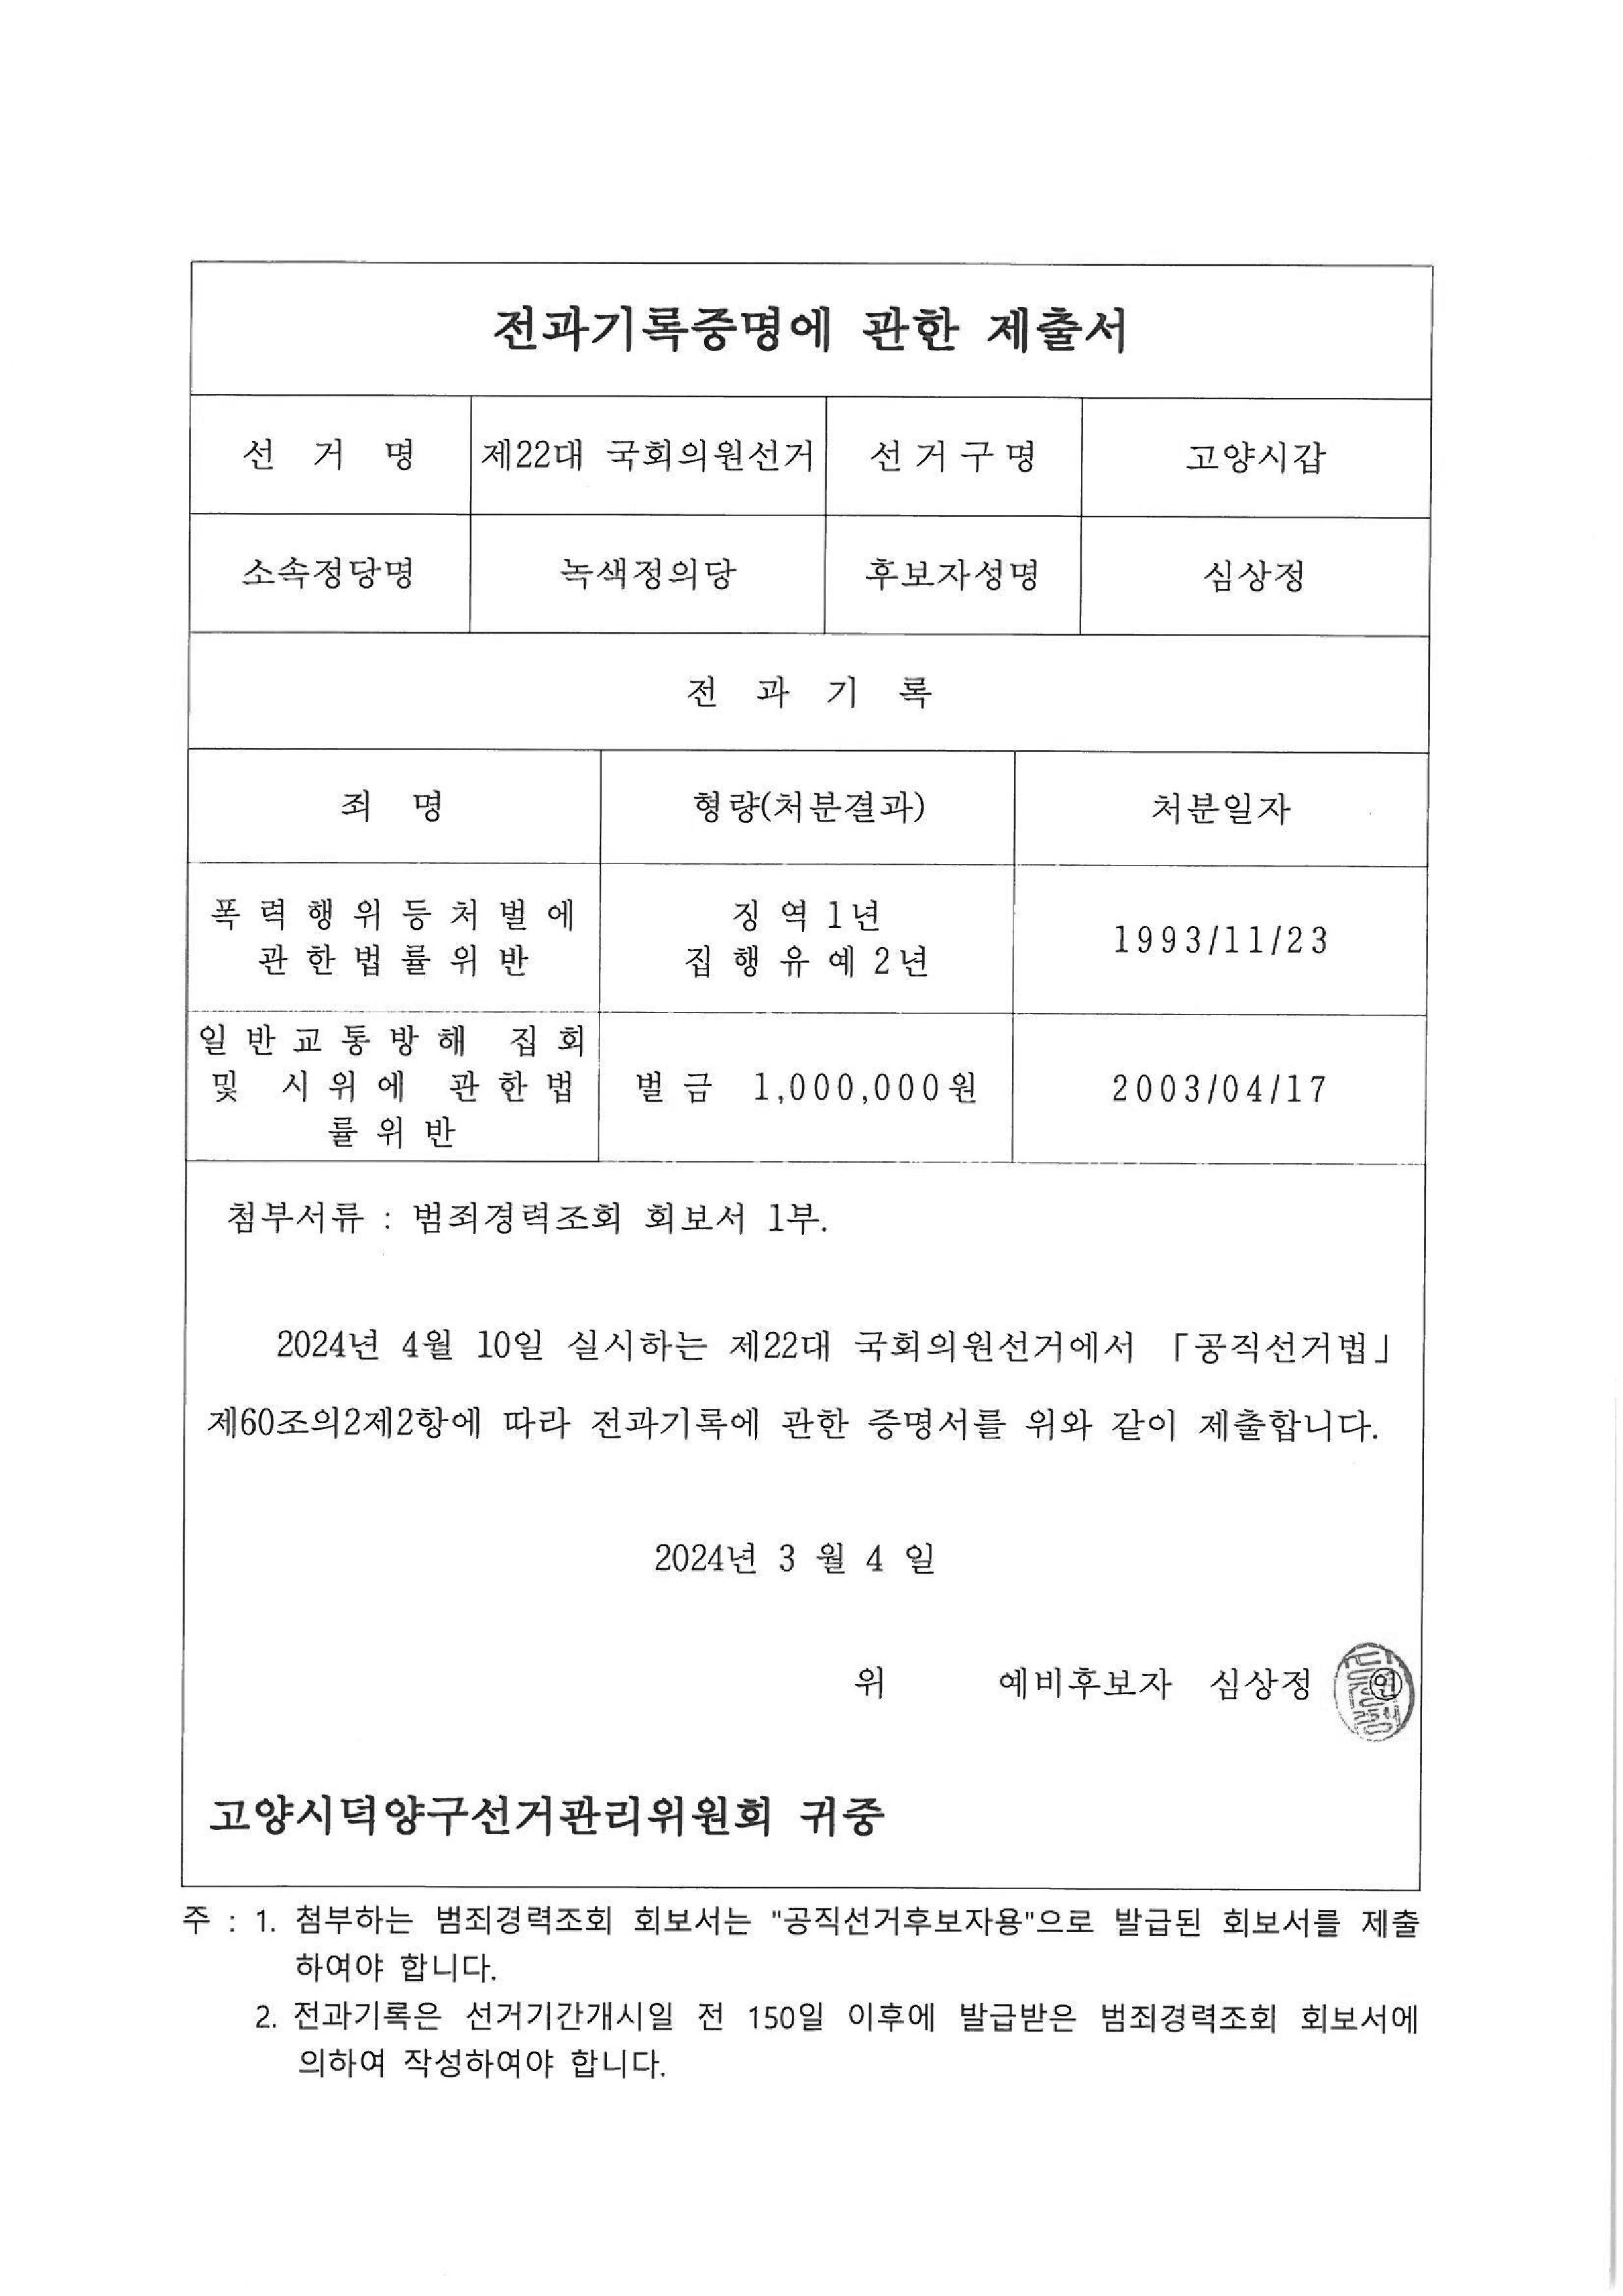 전과기록증명에 관한 제출서
선 거 명 제22대 국회의원선거 선거구명 고양시갑
소속정당명 녹색정의당 후보자성명 심상정
전 과 기 록
죄 명 형량(처분결과) 처분일자
폭력행위등처벌에
관한법률위반
징역1년
집행유예2년
1993/11/23
일반교통방해 집회
및 시위에 관한법
률위반
벌금 1,000,000원
2003/04/17
첨부서류 : 범죄경력조회 회보서 1부.
2024년 4월 10일 실시하는 제22대 국회의원선거에서 「공직선거법」
제60조의2제2항에 따라 전과기록에 관한 증명서를 위와 같이 제출합니다.
2024년 3 월 4 일
위 예비후보자 심상정 ㊞
고양시덕양구선거관리위원회 귀중
주 : 1. 첨부하는 범죄경력조회 회보서는 "공직선거후보자용"으로 발급된 회보서를 제출
하여야 합니다.
2. 전과기록은 선거기간개시일 전 150일 이후에 발급받은 범죄경력조회 회보서에
의하여 작성하여야 합니다.